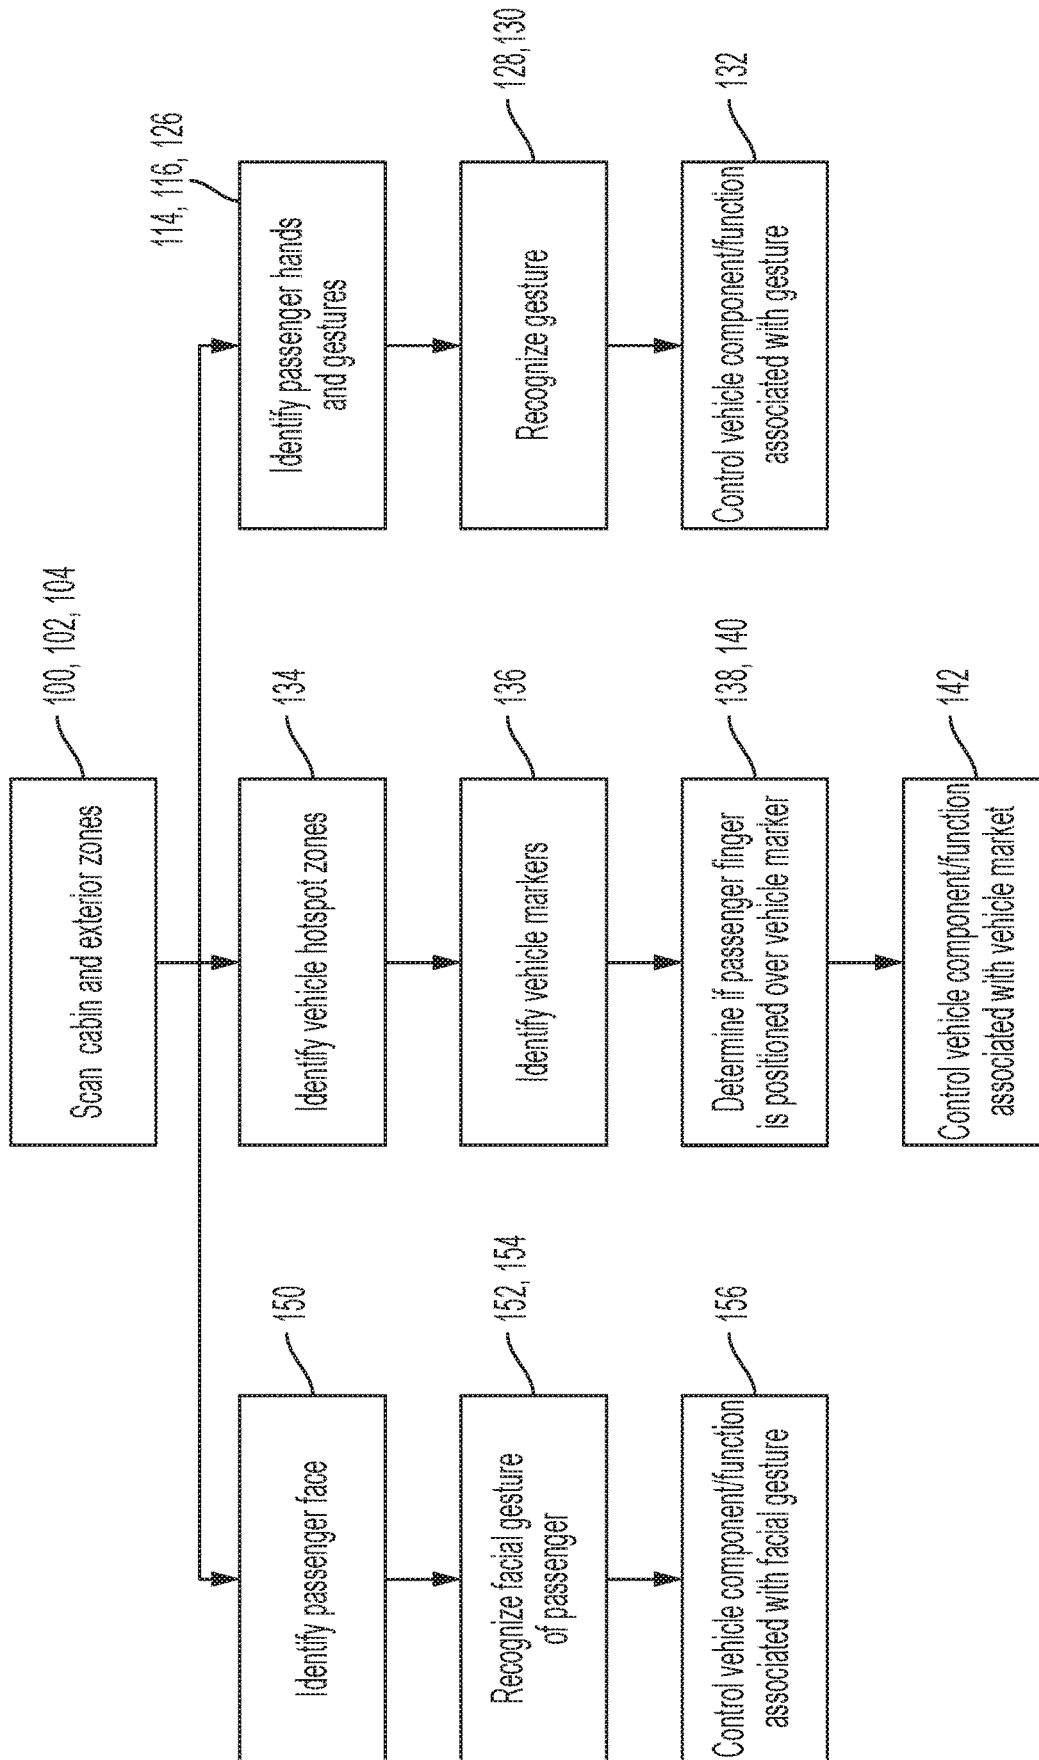 Scan cabin and exterior zones
100, 102, 104
Identify passenger face
150
Recognize facial gesture
of passenger
152, 154
Control vehicle component/function
associated with facial gesture
156
Identify vehicle hotspot zones
134
Identify vehicle markers
136
Determine if passenger finger
is positioned over vehicle marker
138, 140
Control vehicle component/function
associated with vehicle market
142
Identify passenger hands
and gestures
114, 116, 126
Recognize gesture
128,130
Control vehicle component/function
associated with gesture
132